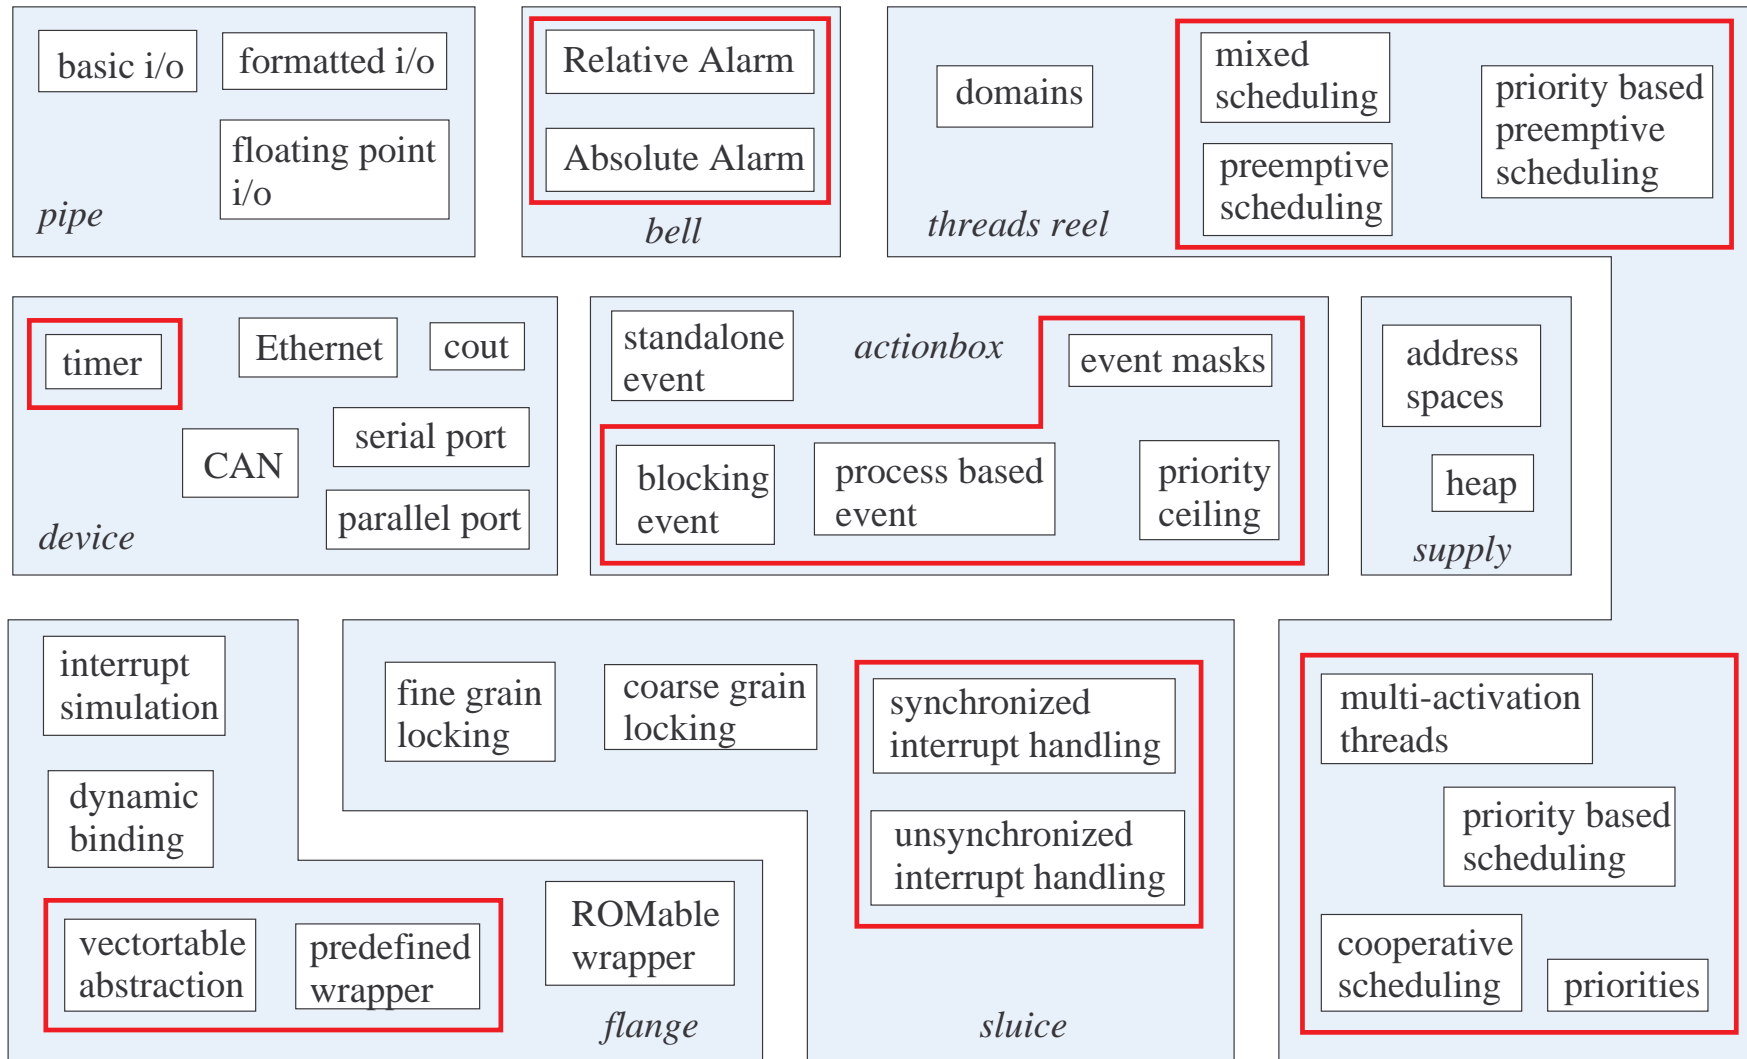 basic i/o
formatted i/o
floating point
i/o
pipe
Relative Alarm
Absolute Alarm
bell
domains
mixed
scheduling
preemptive
scheduling
priority based
preemptive
scheduling
threads reel
timer
Ethernet
cout
CAN
serial port
parallel port
device
standalone
event
actionbox
event masks
blocking
event
process based
event
priority
ceiling
address
spaces
heap
supply
interrupt
simulation
dynamic
binding
vectortable
abstraction
predefined
wrapper
ROMable
wrapper
flange
fine grain
locking
coarse grain
locking
synchronized
interrupt handling
unsynchronized
interrupt handling
sluice
multi-activation
threads
priority based
scheduling
cooperative
scheduling
priorities